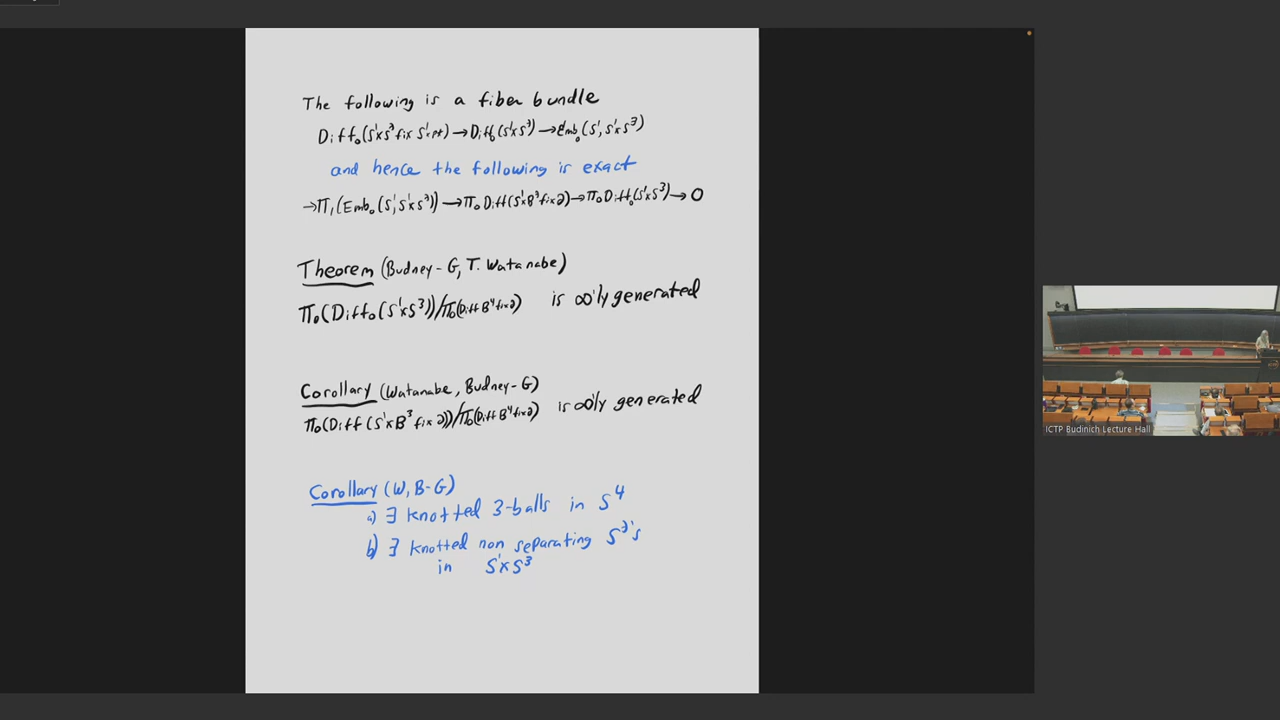 The following is a fiber bundle
Diff₀(S¹×S³ fix S¹×pt) → Diff₀(S¹×S³) → Emb₀(S¹, S¹×S³)
and hence the following is exact
→ π₁(Emb₀(S¹, S¹×S³)) → π₀ Diff(S¹×B³ fix ∂) → π₀ Diff₀(S¹×S³) → 0
Theorem (Budney-G, T. Watanabe)
π₀(Diff₀(S¹×S³))/π₀(Diff B⁴ fix ∂) is ∞'ly generated
Corollary (Watanabe, Budney-G)
π₀(Diff(S¹×B³ fix ∂))/π₀(Diff B⁴ fix ∂) is ∞'ly generated
Corollary (W, B-G)
a) ∃ knotted 3-balls in S⁴
b) ∃ knotted non separating S³'s
in S¹×S³
ICTP Budinich Lecture Hall